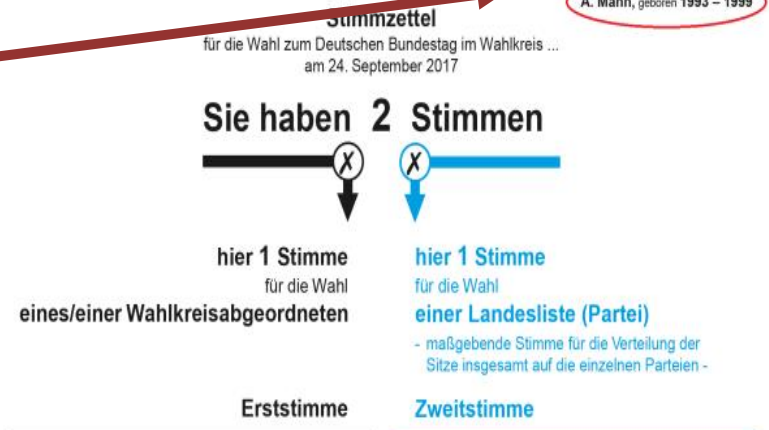 A. Mann, geboren 1993 – 1999
Stimmzettel
für die Wahl zum Deutschen Bundestag im Wahlkreis ...
am 24. September 2017
Sie haben 2 Stimmen
X X
hier 1 Stimme
für die Wahl
eines/einer Wahlkreisabgeordneten
Erststimme
hier 1 Stimme
für die Wahl
einer Landesliste (Partei)
- maßgebende Stimme für die Verteilung der
Sitze insgesamt auf die einzelnen Parteien -
Zweitstimme